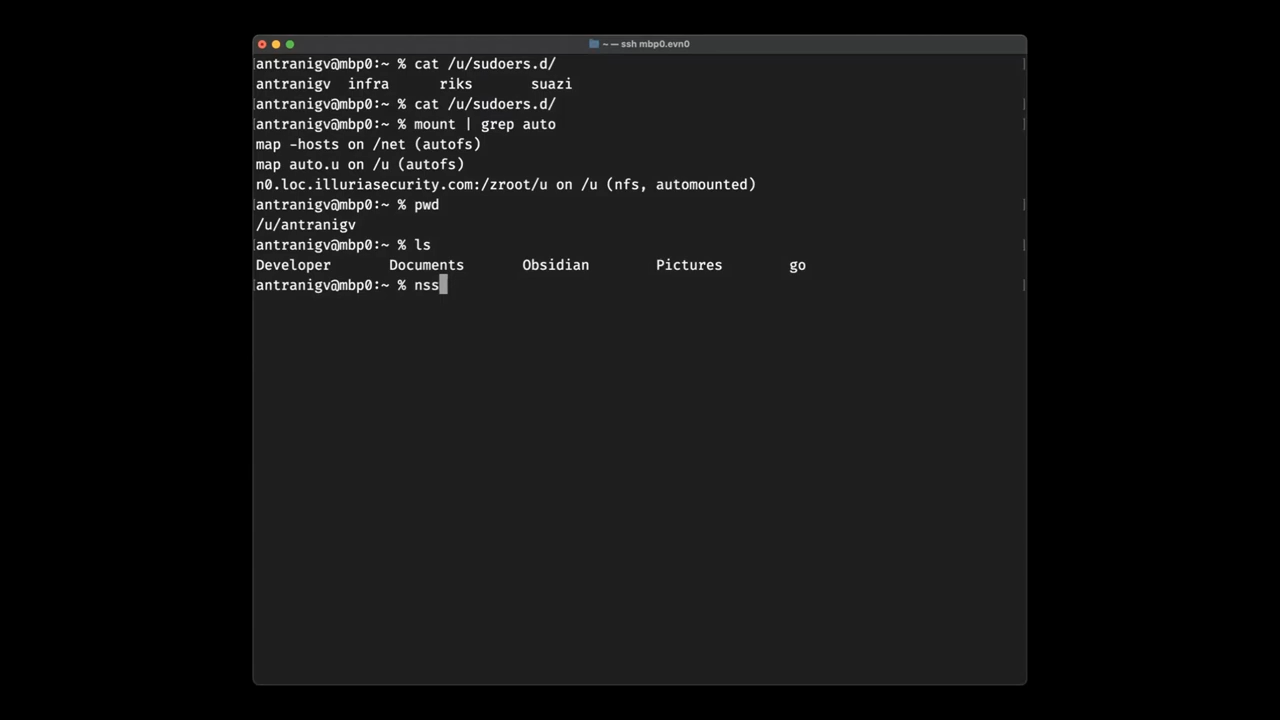 ~ — ssh mbp0.evn0
antranigv@mbp0:~ % cat /u/sudoers.d/
antranigv  infra      riks       suazi
antranigv@mbp0:~ % cat /u/sudoers.d/
antranigv@mbp0:~ % mount | grep auto
map -hosts on /net (autofs)
map auto.u on /u (autofs)
n0.loc.illuriasecurity.com:/zroot/u on /u (nfs, automounted)
antranigv@mbp0:~ % pwd
/u/antranigv
antranigv@mbp0:~ % ls
Developer       Documents       Obsidian        Pictures        go
antranigv@mbp0:~ % nss